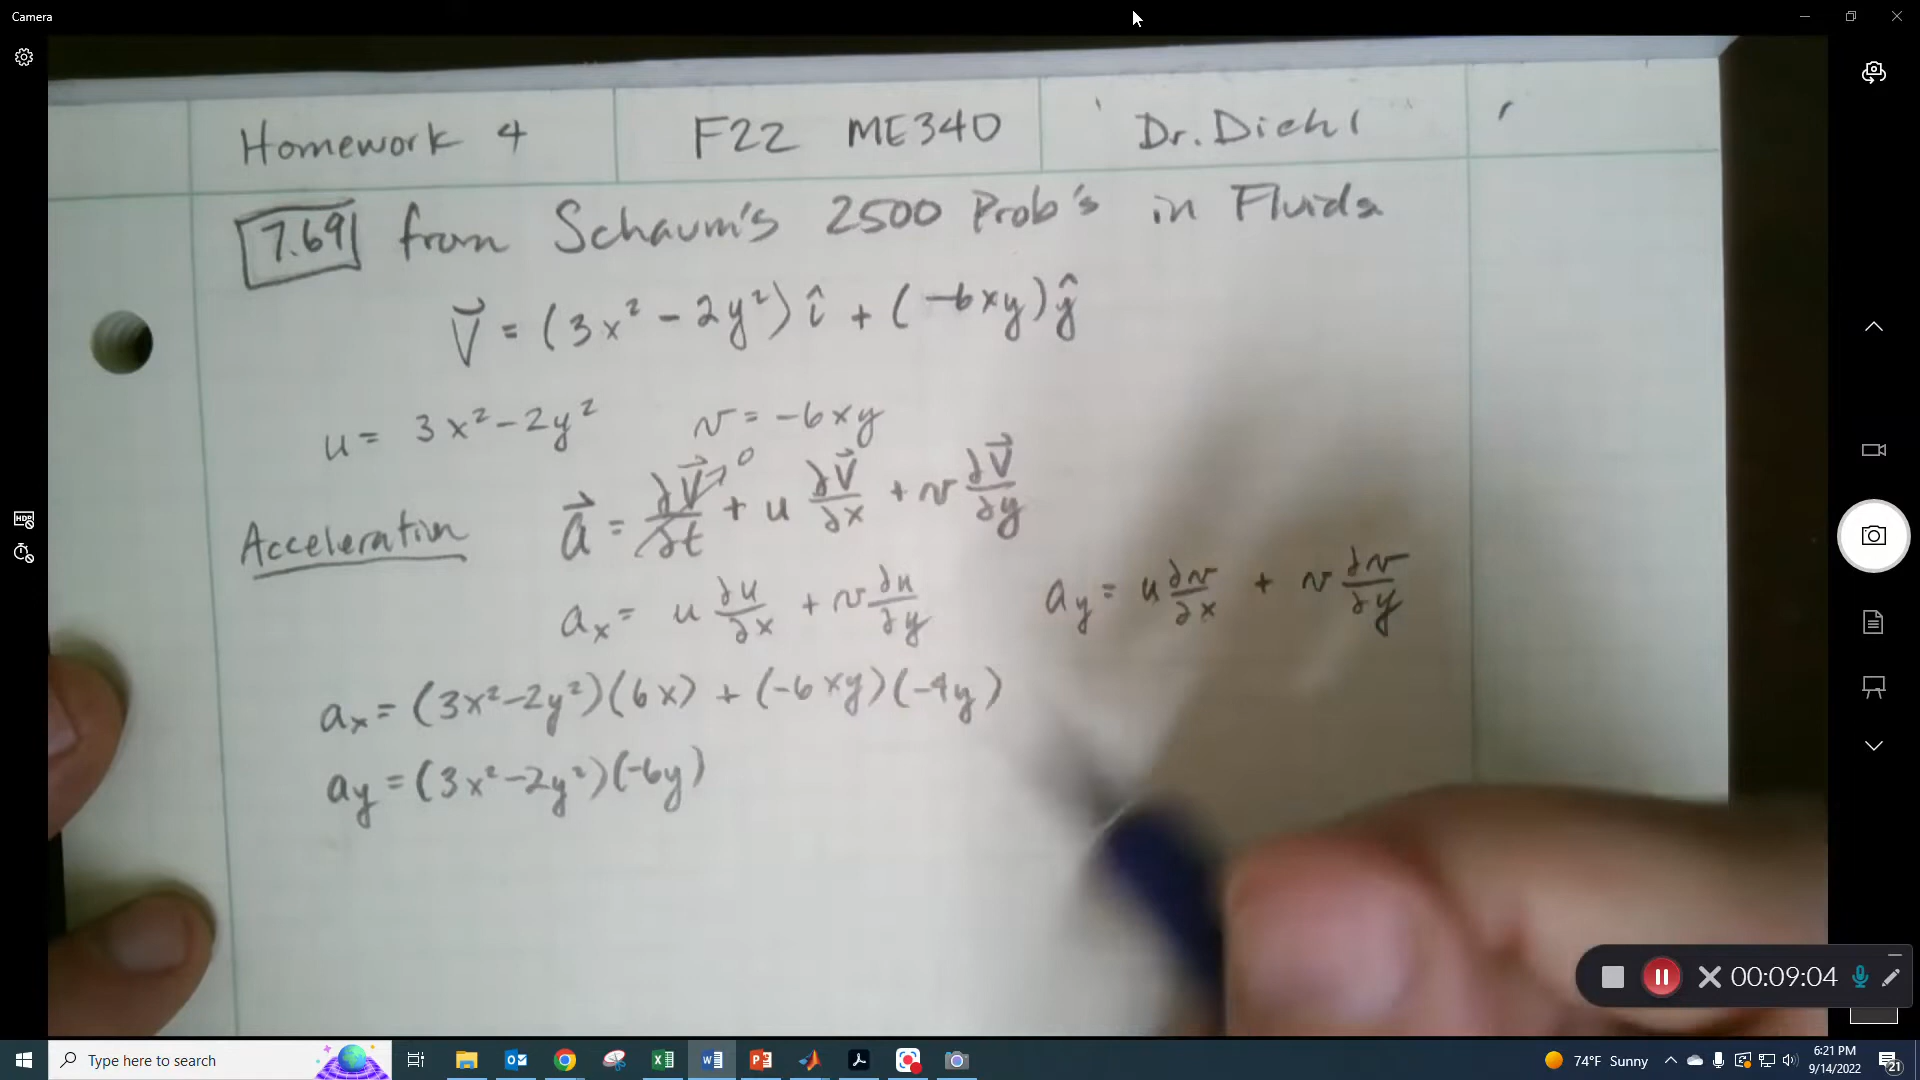 Camera
Homework 4 F22 ME340 Dr. Diehl
7.69 from Schaum's 2500 Prob's in Fluids
V⃗ = (3x² - 2y²) î + (-6xy) ŷ
u = 3x² - 2y² v = -6xy
Acceleration a⃗ = ∂V⃗/∂t → 0 + u ∂V⃗/∂x + v ∂V⃗/∂y
aₓ = u ∂u/∂x + v ∂u/∂y a_y = u ∂v/∂x + v ∂v/∂y
aₓ = (3x² - 2y²)(6x) + (-6xy)(-4y)
a_y = (3x² - 2y²)(-6y)
00:09:04
Type here to search
74°F Sunny
6:21 PM
9/14/2022
21